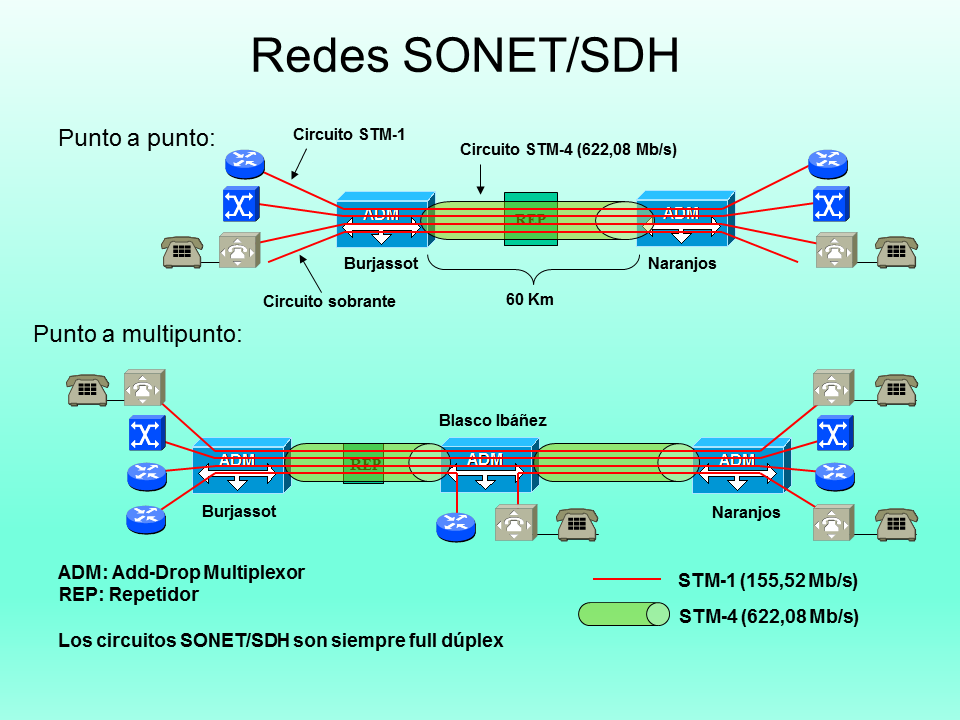 Redes SONET/SDH
Punto a punto:
Circuito STM-1
Circuito STM-4 (622,08 Mb/s)
ADM
REP
ADM
Burjassot
Naranjos
Circuito sobrante
60 Km
Punto a multipunto:
Blasco Ibáñez
ADM
REP
ADM
ADM
Burjassot
Naranjos
ADM: Add-Drop Multiplexor
REP: Repetidor
STM-1 (155,52 Mb/s)
STM-4 (622,08 Mb/s)
Los circuitos SONET/SDH son siempre full dúplex